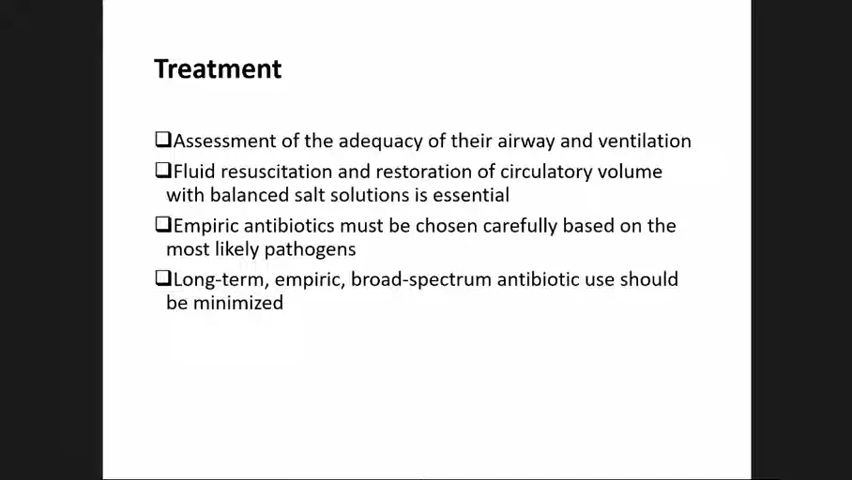 Treatment
❑Assessment of the adequacy of their airway and ventilation
❑Fluid resuscitation and restoration of circulatory volume
with balanced salt solutions is essential
❑Empiric antibiotics must be chosen carefully based on the
most likely pathogens
❑Long-term, empiric, broad-spectrum antibiotic use should
be minimized